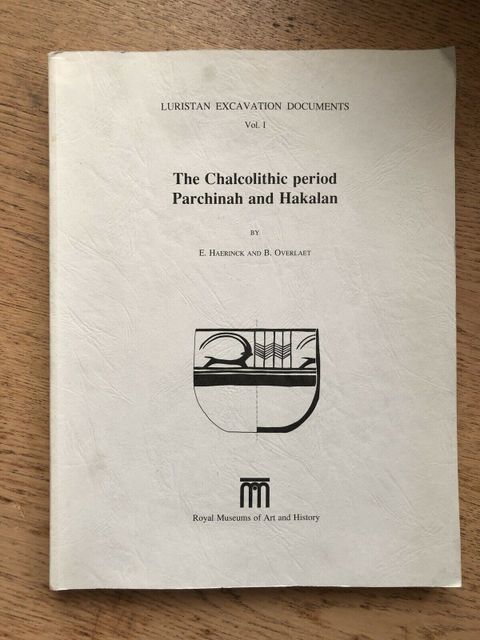 LURISTAN EXCAVATION DOCUMENTS
Vol. I
The Chalcolithic period
Parchinah and Hakalan
BY
E. HAERINCK AND B. OVERLAET
Royal Museums of Art and History